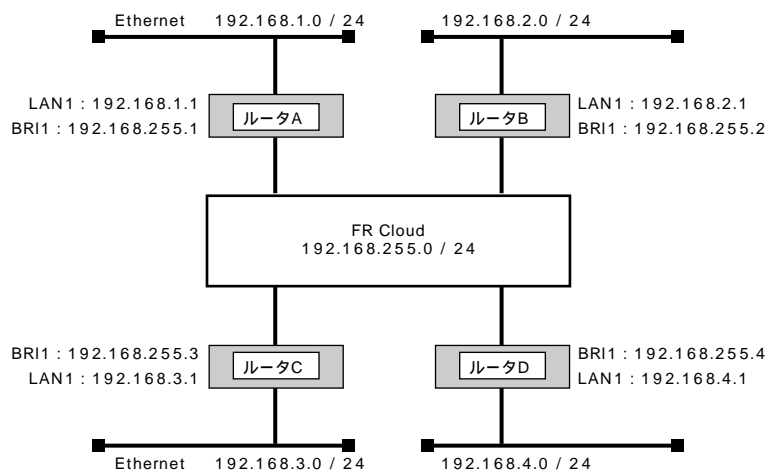 Ethernet 192.168.1.0 / 24
192.168.2.0 / 24
LAN1 : 192.168.1.1
BRI1 : 192.168.255.1
ルータA
ルータB
LAN1 : 192.168.2.1
BRI1 : 192.168.255.2
FR Cloud
192.168.255.0 / 24
BRI1 : 192.168.255.3
LAN1 : 192.168.3.1
ルータC
ルータD
BRI1 : 192.168.255.4
LAN1 : 192.168.4.1
Ethernet 192.168.3.0 / 24
192.168.4.0 / 24